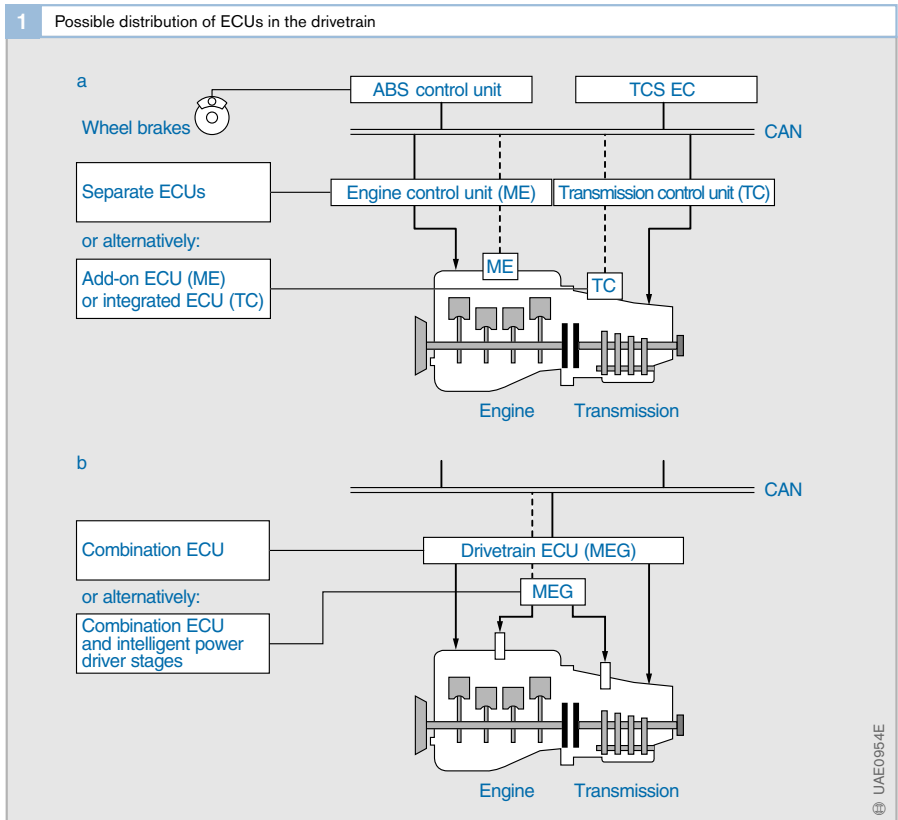 1 Possible distribution of ECUs in the drivetrain
a
ABS control unit
TCS EC
Wheel brakes
CAN
Separate ECUs
Engine control unit (ME)
Transmission control unit (TC)
or alternatively:
ME
Add-on ECU (ME)
or integrated ECU (TC)
TC
Engine
Transmission
b
CAN
Combination ECU
Drivetrain ECU (MEG)
or alternatively:
MEG
Combination ECU
and intelligent power
driver stages
Engine
Transmission
UAE0954E